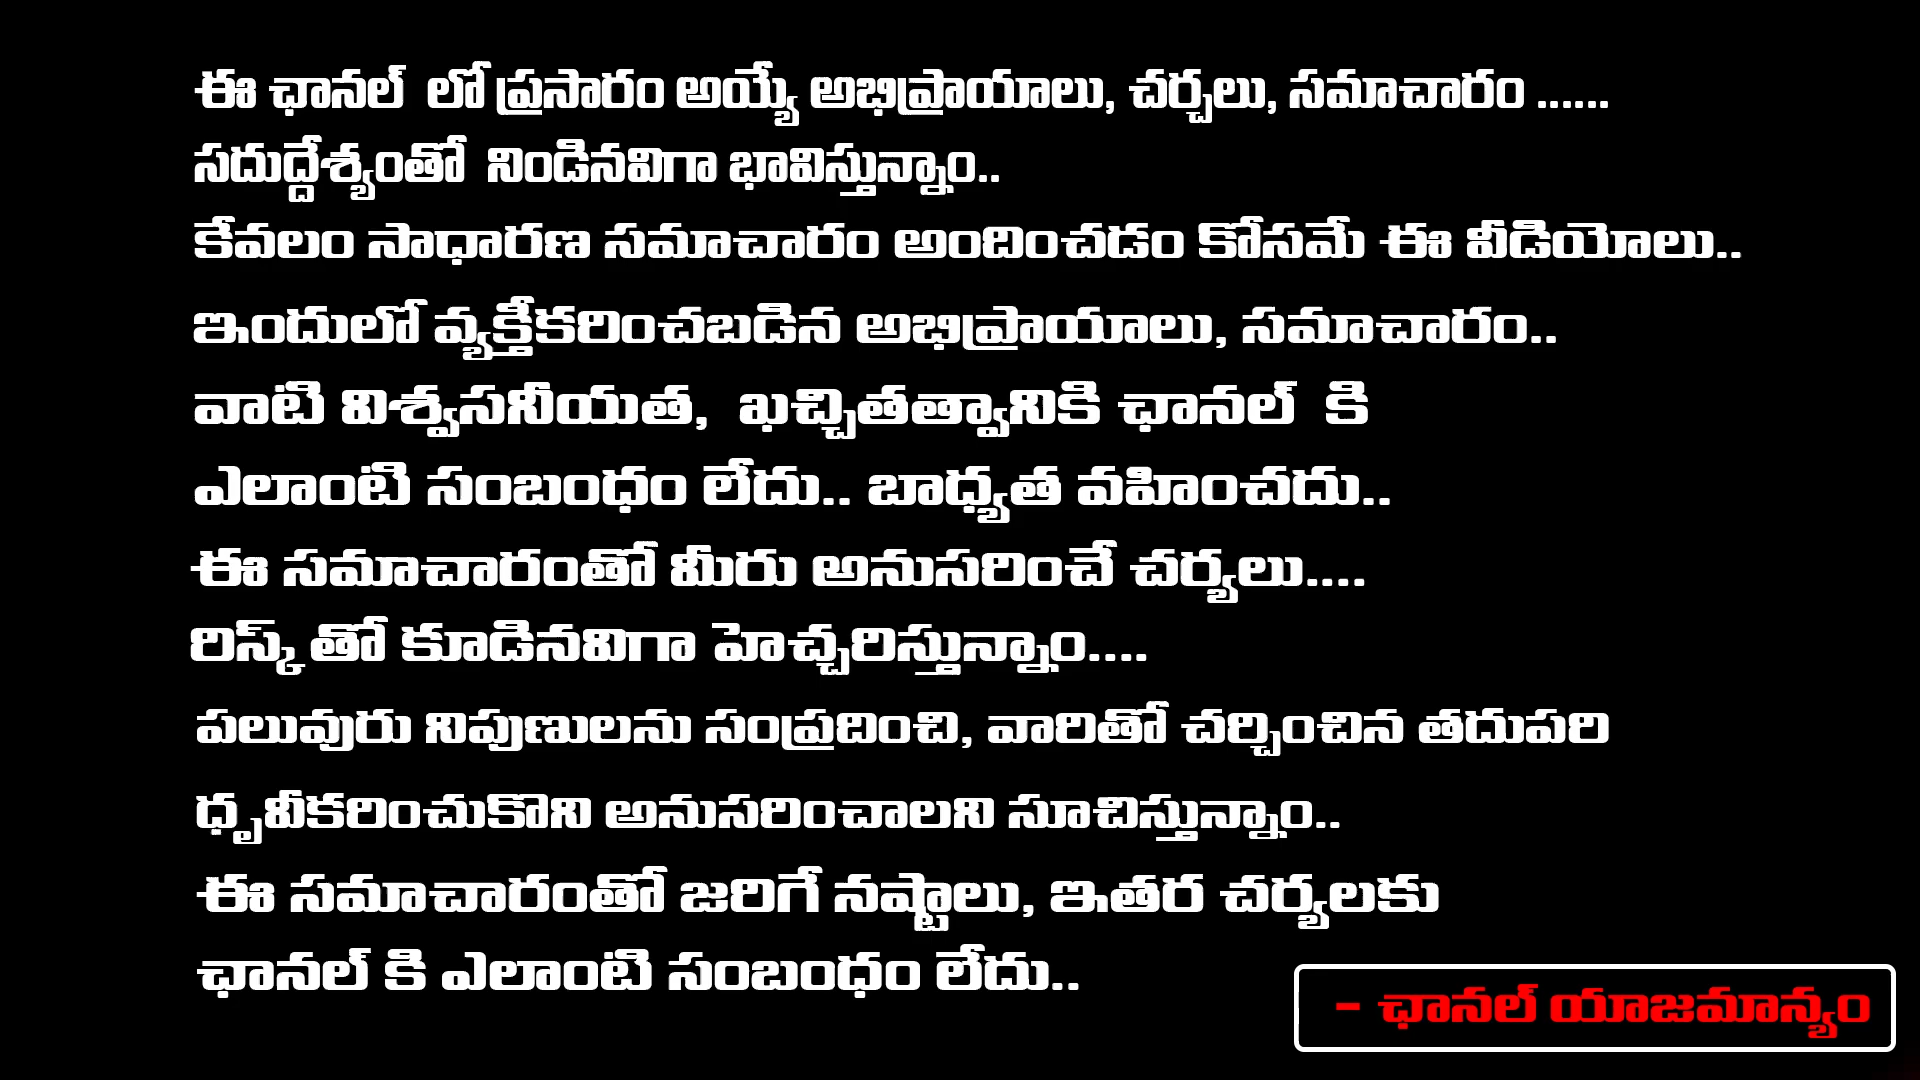 ఈ ఛానల్ లో ప్రసారం అయ్యే అభిప్రాయాలు, చర్చలు, సమాచారం ......
సదుద్దేశ్యంతో నిండినవిగా భావిస్తున్నాం..
కేవలం సాధారణ సమాచారం అందించడం కోసమే ఈ వీడియోలు..
ఇందులో వ్యక్తీకరించబడిన అభిప్రాయాలు, సమాచారం..
వాటి విశ్వసనీయత, ఖచ్చితత్వానికి ఛానల్ కి
ఎలాంటి సంబంధం లేదు.. బాధ్యత వహించదు..
ఈ సమాచారంతో మీరు అనుసరించే చర్యలు....
రిస్క్ తో కూడినవిగా హెచ్చరిస్తున్నాం....
పలువురు నిపుణులను సంప్రదించి, వారితో చర్చించిన తదుపరి
ధృవీకరించుకొని అనుసరించాలని సూచిస్తున్నాం..
ఈ సమాచారంతో జరిగే నష్టాలు, ఇతర చర్యలకు
ఛానల్ కి ఎలాంటి సంబంధం లేదు..
- ఛానల్ యాజమాన్యం